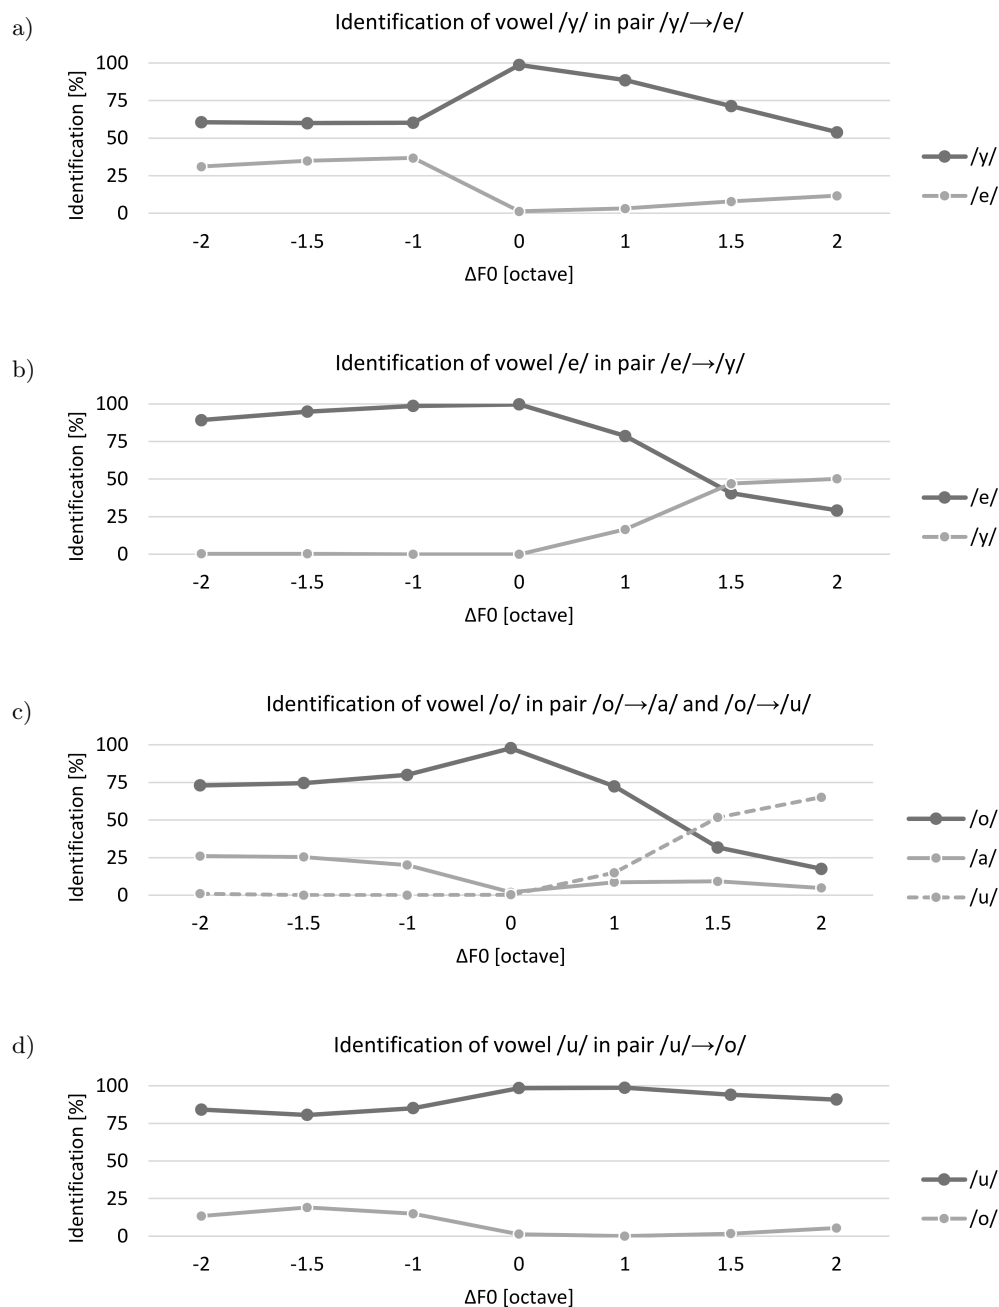 a)
Identification of vowel /y/ in pair /y/→/e/
Identification [%]
100
75
50
25
0
-2 -1.5 -1 0 1 1.5 2
ΔF0 [octave]
/y/
/e/
b)
Identification of vowel /e/ in pair /e/→/y/
Identification [%]
100
75
50
25
0
-2 -1.5 -1 0 1 1.5 2
ΔF0 [octave]
/e/
/y/
c)
Identification of vowel /o/ in pair /o/→/a/ and /o/→/u/
Identification [%]
100
75
50
25
0
-2 -1.5 -1 0 1 1.5 2
ΔF0 [octave]
/o/
/a/
/u/
d)
Identification of vowel /u/ in pair /u/→/o/
Identification [%]
100
75
50
25
0
-2 -1.5 -1 0 1 1.5 2
ΔF0 [octave]
/u/
/o/